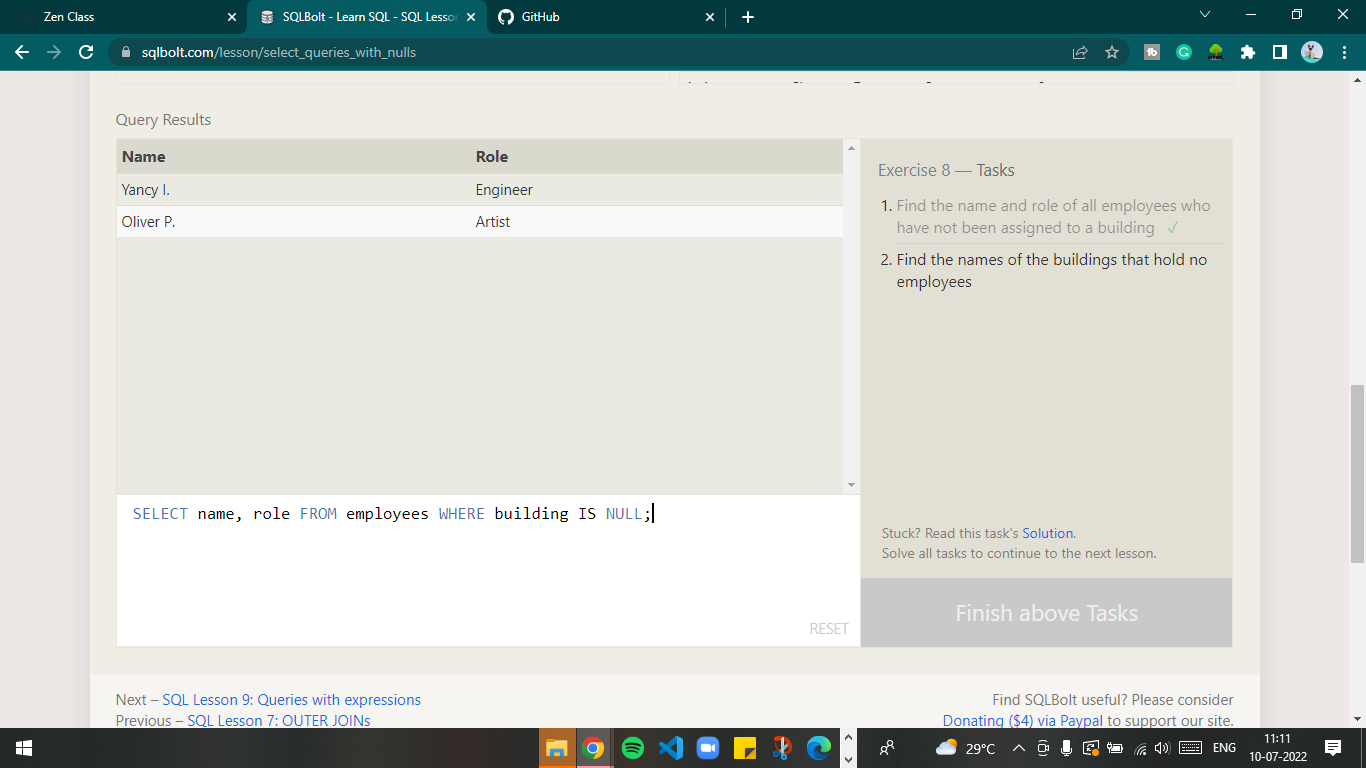 Zen Class
SQLBolt - Learn SQL - SQL Lesson
GitHub
sqlbolt.com/lesson/select_queries_with_nulls
Query Results
Name Role
Yancy I. Engineer
Oliver P. Artist
Exercise 8 — Tasks
1. Find the name and role of all employees who
have not been assigned to a building ✓
2. Find the names of the buildings that hold no
employees
Stuck? Read this task's Solution.
Solve all tasks to continue to the next lesson.
Finish above Tasks
SELECT name, role FROM employees WHERE building IS NULL;
RESET
Next – SQL Lesson 9: Queries with expressions
Previous – SQL Lesson 7: OUTER JOINs
Find SQLBolt useful? Please consider
Donating ($4) via Paypal to support our site.
29°C
ENG
11:11
10-07-2022